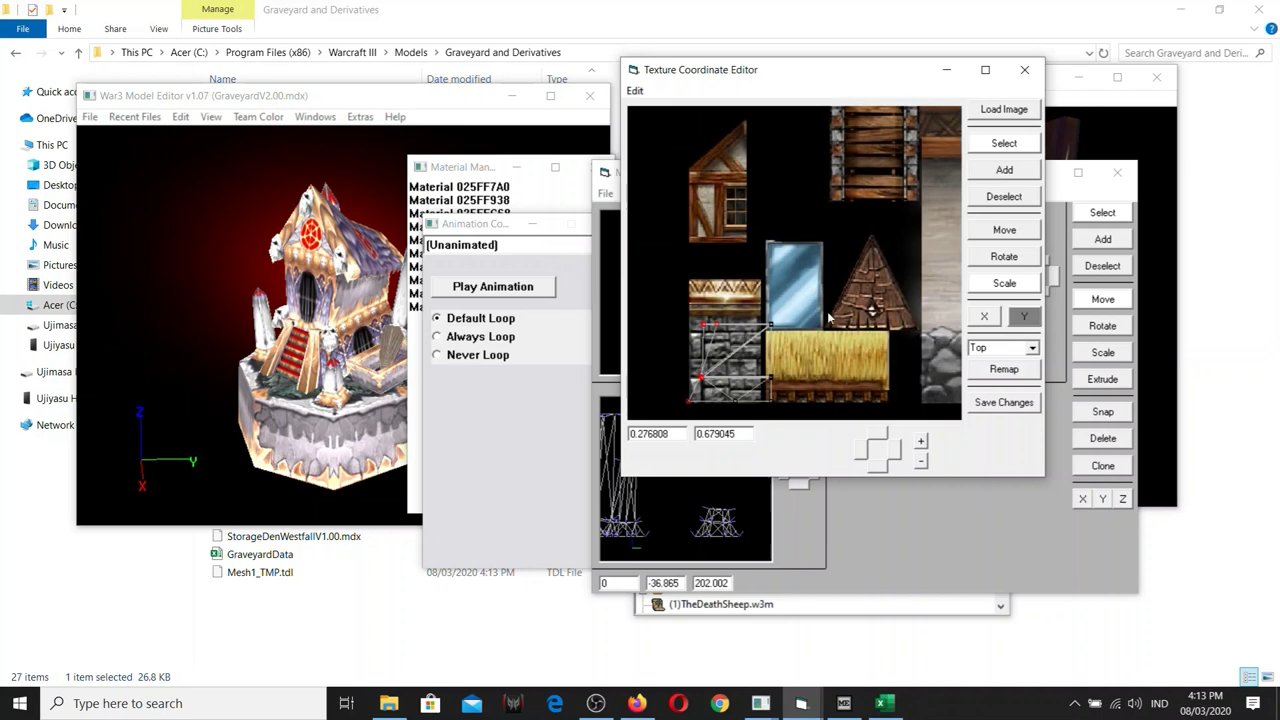 Manage
Graveyard and Derivatives
File
Home
Share
View
Picture Tools
This PC
Acer (C:)
Program Files (x86)
Warcraft III
Models
Graveyard and Derivatives
Search Graveyard and Deri...
Name
Date modified
Type
Quick acc
OneDrive
This PC
3D Obje
Desktop
Docume
Downlo
Music
Pictures
Videos
Acer (C:
Ujimasa
Ujiyasu
Ujimasa H
Ujiyasu H
Network
War3 Model Editor v1.07 (GraveyardV2.00.mdx)
File
Recent Files
Edit
View
Team Color
Windows
Extras
Help
Z
Y
X
Material Man...
Material 025FF7A0
Material 025FF938
Animation Co...
[Unanimated]
Play Animation
Default Loop
Always Loop
Never Loop
File
Texture Coordinate Editor
Edit
Load Image
Select
Add
Deselect
Move
Rotate
Scale
X
Y
Top
Remap
Save Changes
0.276808
0.679045
+
-
Select
Add
Deselect
Move
Rotate
Scale
Extrude
Snap
Delete
Clone
X
Y
Z
0
-36.865
202.002
StorageDenWestfallV1.00.mdx
GraveyardData
Mesh1_TMP.tdl
08/03/2020 4:13 PM
TDL File
(1)TheDeathSheep.w3m
27 items
1 item selected 26.8 KB
Type here to search
IND
4:13 PM
08/03/2020